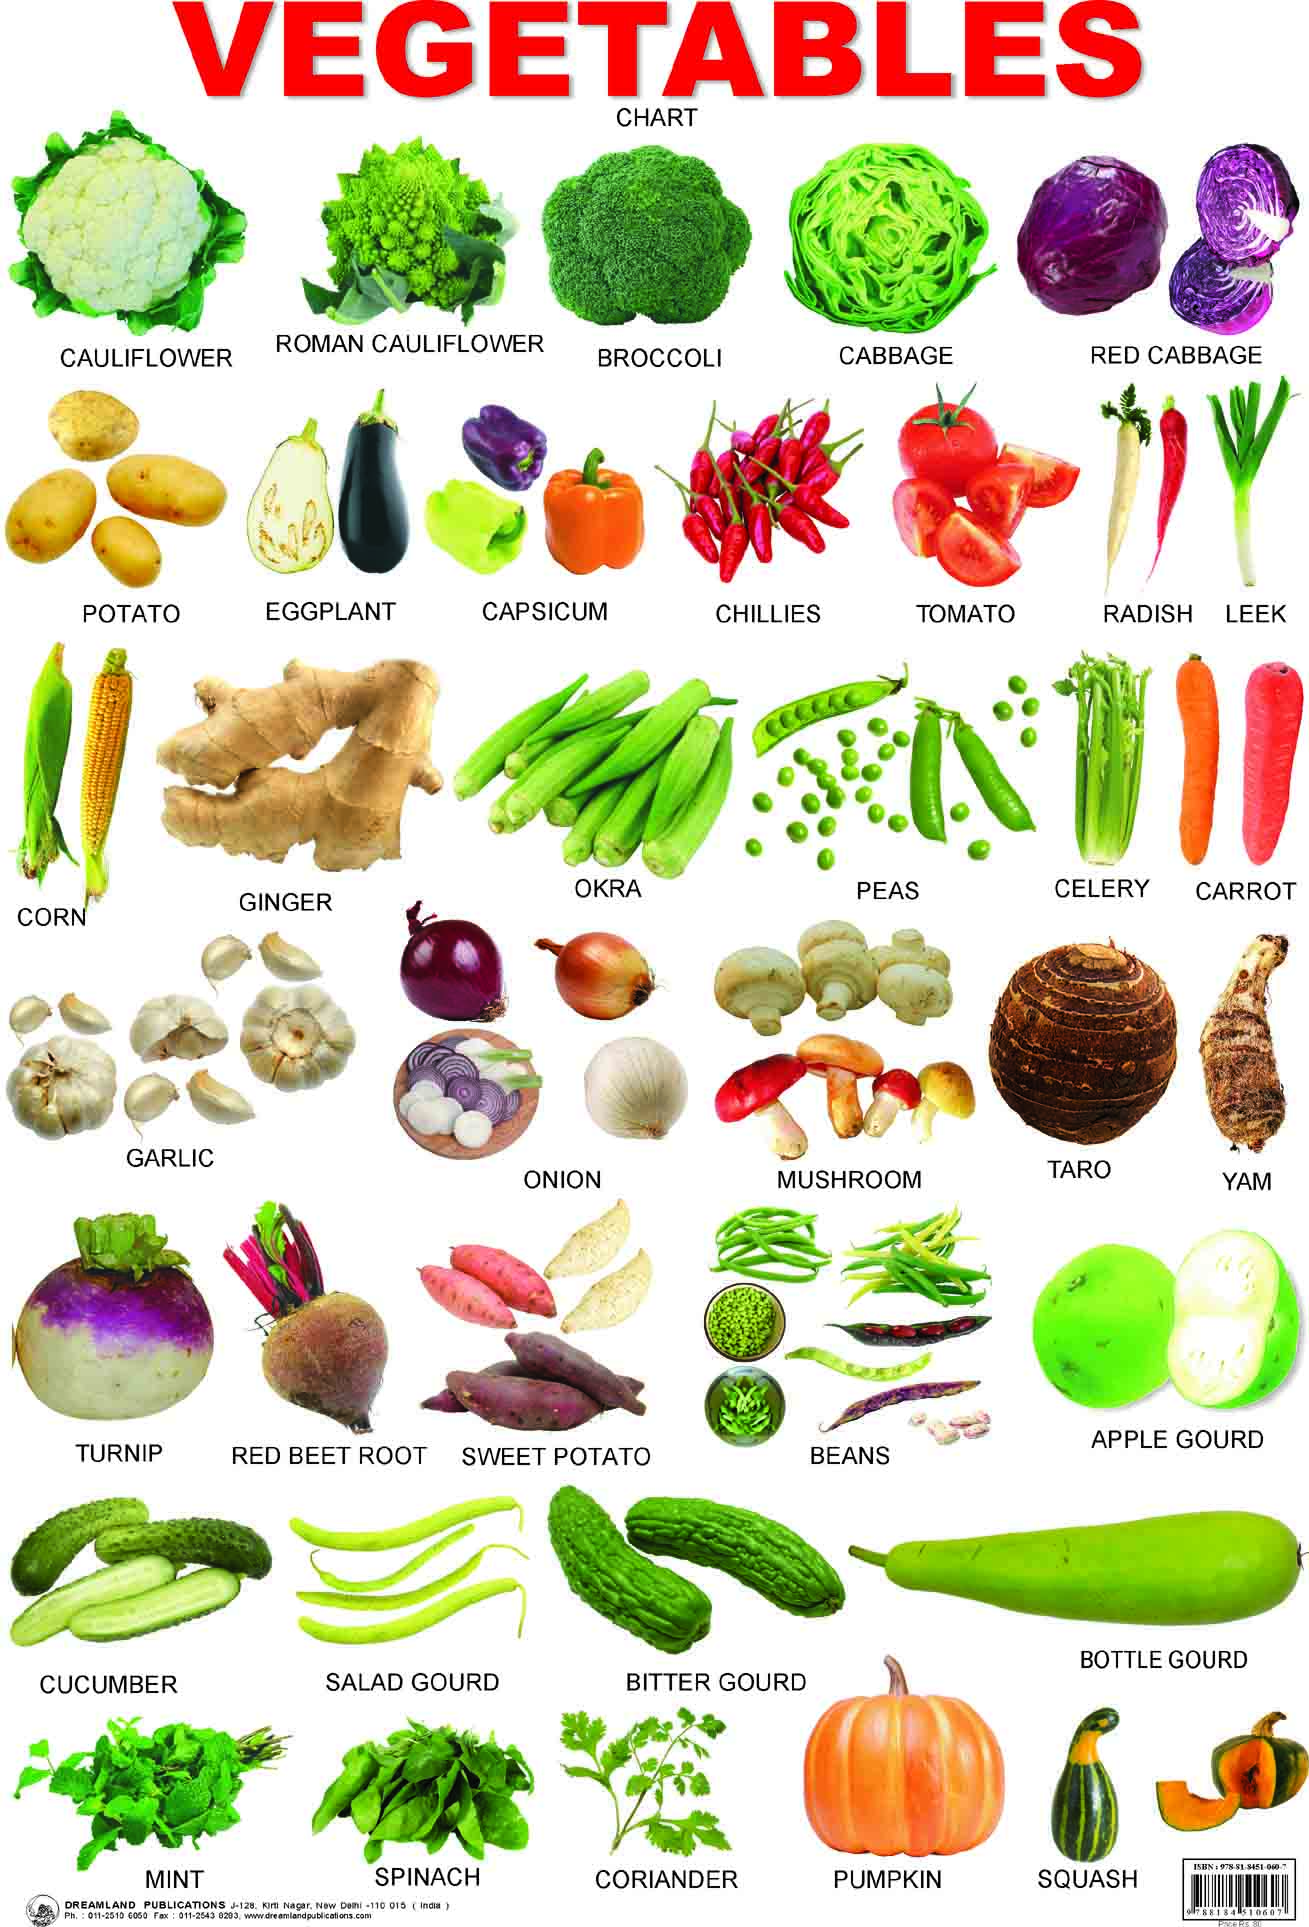 VEGETABLES
CHART
CAULIFLOWER
ROMAN CAULIFLOWER
BROCCOLI
CABBAGE
RED CABBAGE
POTATO
EGGPLANT
CAPSICUM
CHILLIES
TOMATO
RADISH
LEEK
CORN
GINGER
OKRA
PEAS
CELERY
CARROT
GARLIC
ONION
MUSHROOM
TARO
YAM
TURNIP
RED BEET ROOT
SWEET POTATO
BEANS
APPLE GOURD
CUCUMBER
SALAD GOURD
BITTER GOURD
BOTTLE GOURD
MINT
SPINACH
CORIANDER
PUMPKIN
SQUASH
DREAMLAND PUBLICATIONS J-128, Kirti Nagar, New Delhi -110 015 ( India )
Ph. : 011-2510 6050 Fax : 011-2543 8283, www.dreamlandpublications.com
ISBN : 978-81-8451-060-7
9 788184 510607
Price Rs. 80